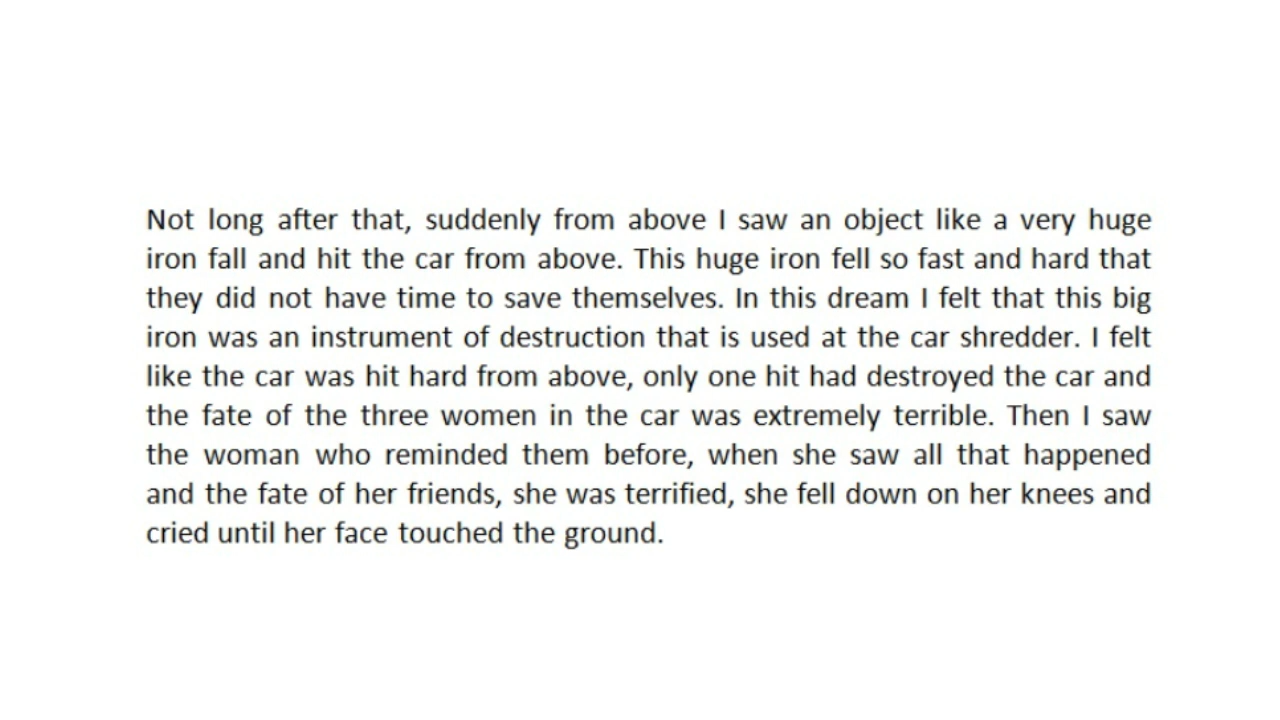 Not long after that, suddenly from above I saw an object like a very huge
iron fall and hit the car from above. This huge iron fell so fast and hard that
they did not have time to save themselves. In this dream I felt that this big
iron was an instrument of destruction that is used at the car shredder. I felt
like the car was hit hard from above, only one hit had destroyed the car and
the fate of the three women in the car was extremely terrible. Then I saw
the woman who reminded them before, when she saw all that happened
and the fate of her friends, she was terrified, she fell down on her knees and
cried until her face touched the ground.